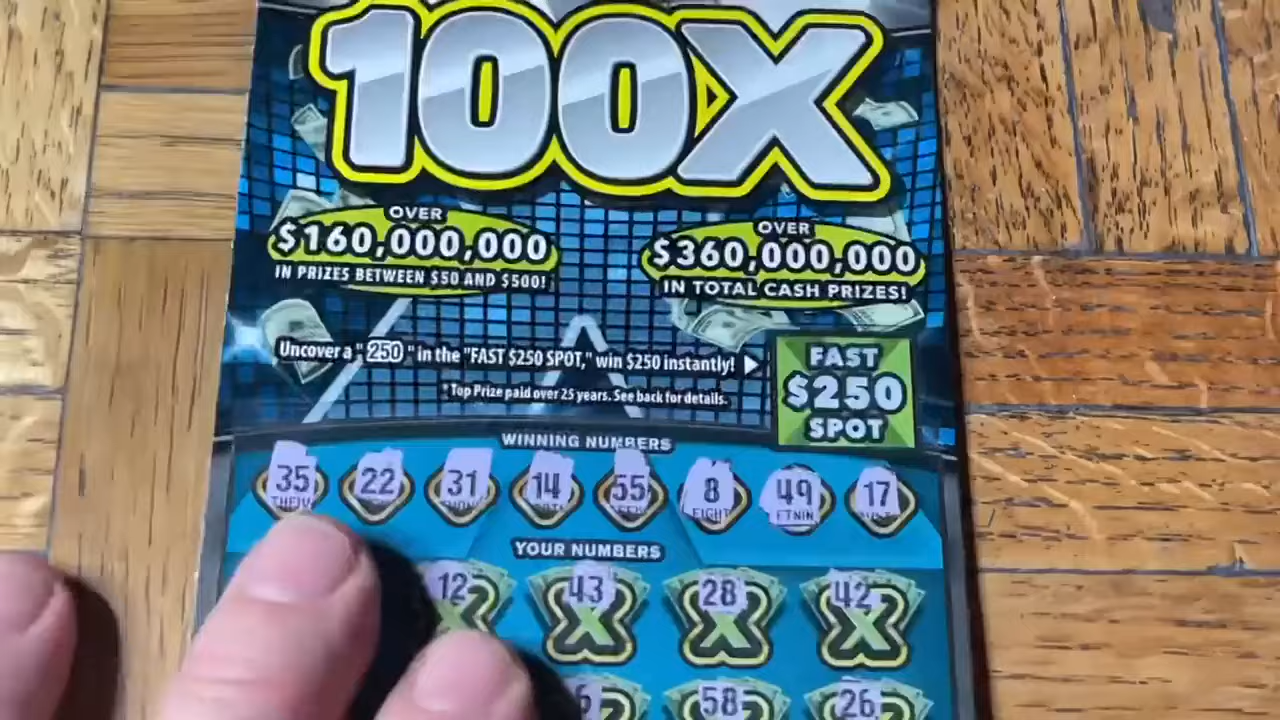 100X
OVER
$160,000,000
IN PRIZES BETWEEN $50 AND $500!
OVER
$360,000,000
IN TOTAL CASH PRIZES!
Uncover a "250" in the "FAST $250 SPOT," win $250 instantly!
*Top Prize paid over 25 years. See back for details.
FAST
$250
SPOT
WINNING NUMBERS
35 22 31 14 55 8 49 17
EIGHT
YOUR NUMBERS
12 43 28 42
6 58 26